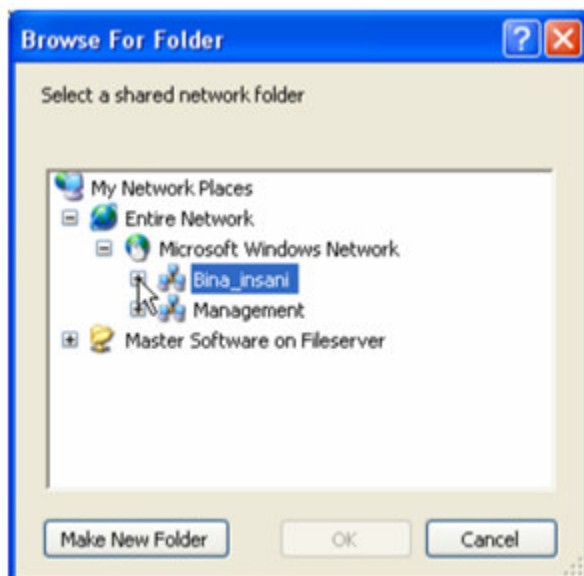 Browse For Folder
Select a shared network folder
My Network Places
Entire Network
Microsoft Windows Network
Bina_insani
Management
Master Software on Fileserver
Make New Folder OK Cancel